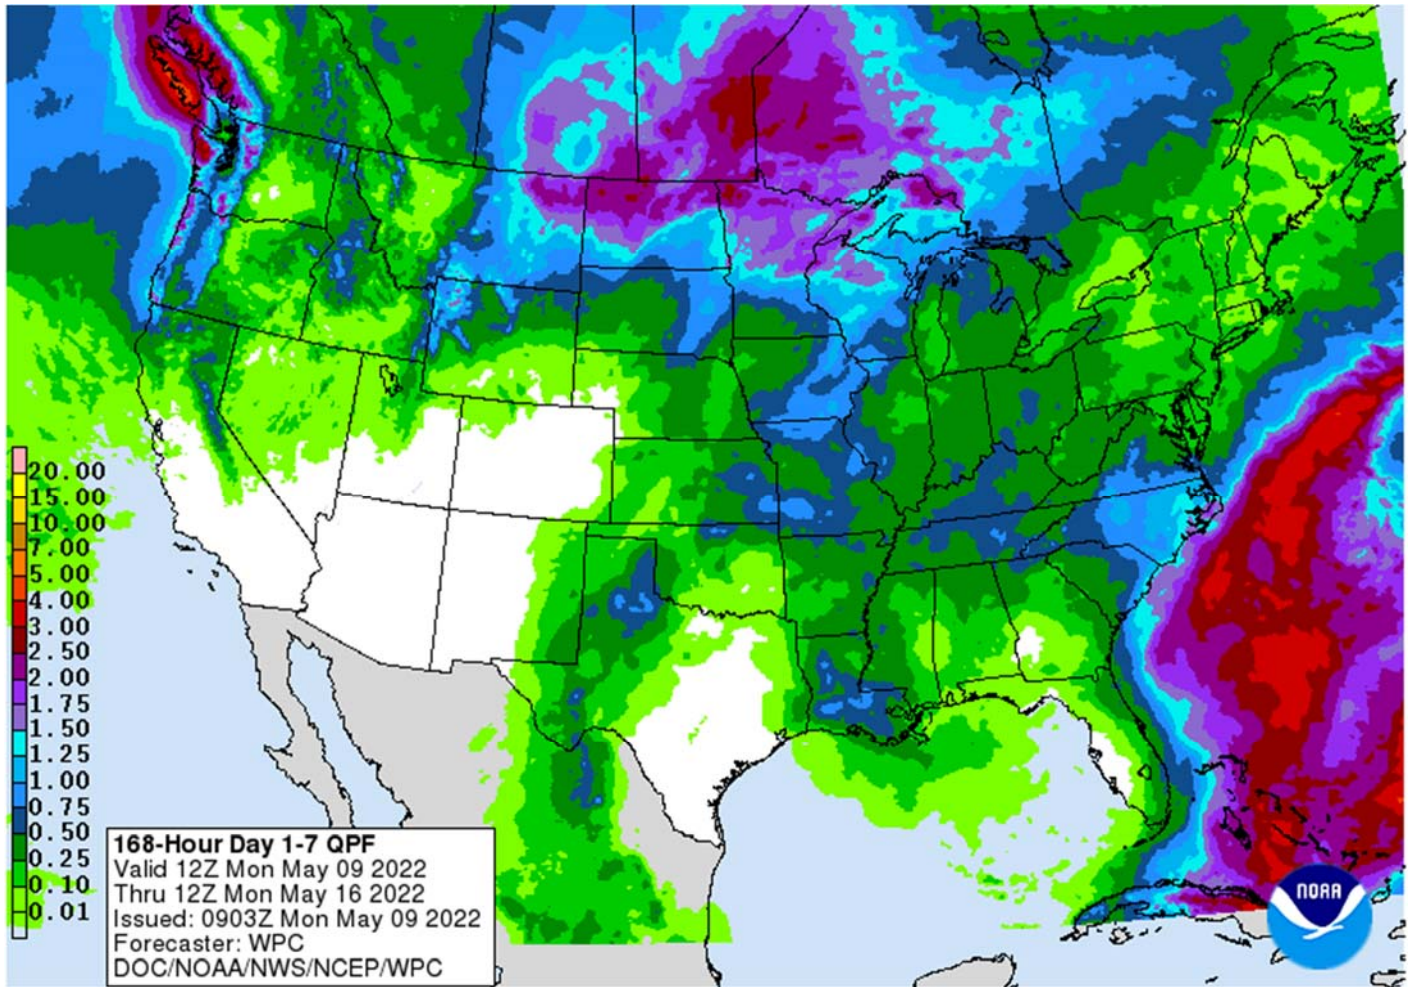 20.00
15.00
10.00
7.00
5.00
4.00
3.00
2.50
2.00
1.75
1.50
1.25
1.00
0.75
0.50
0.25
0.10
0.01
168-Hour Day 1-7 QPF
Valid 12Z Mon May 09 2022
Thru 12Z Mon May 16 2022
Issued: 0903Z Mon May 09 2022
Forecaster: WPC
DOC/NOAA/NWS/NCEP/WPC
NOAA